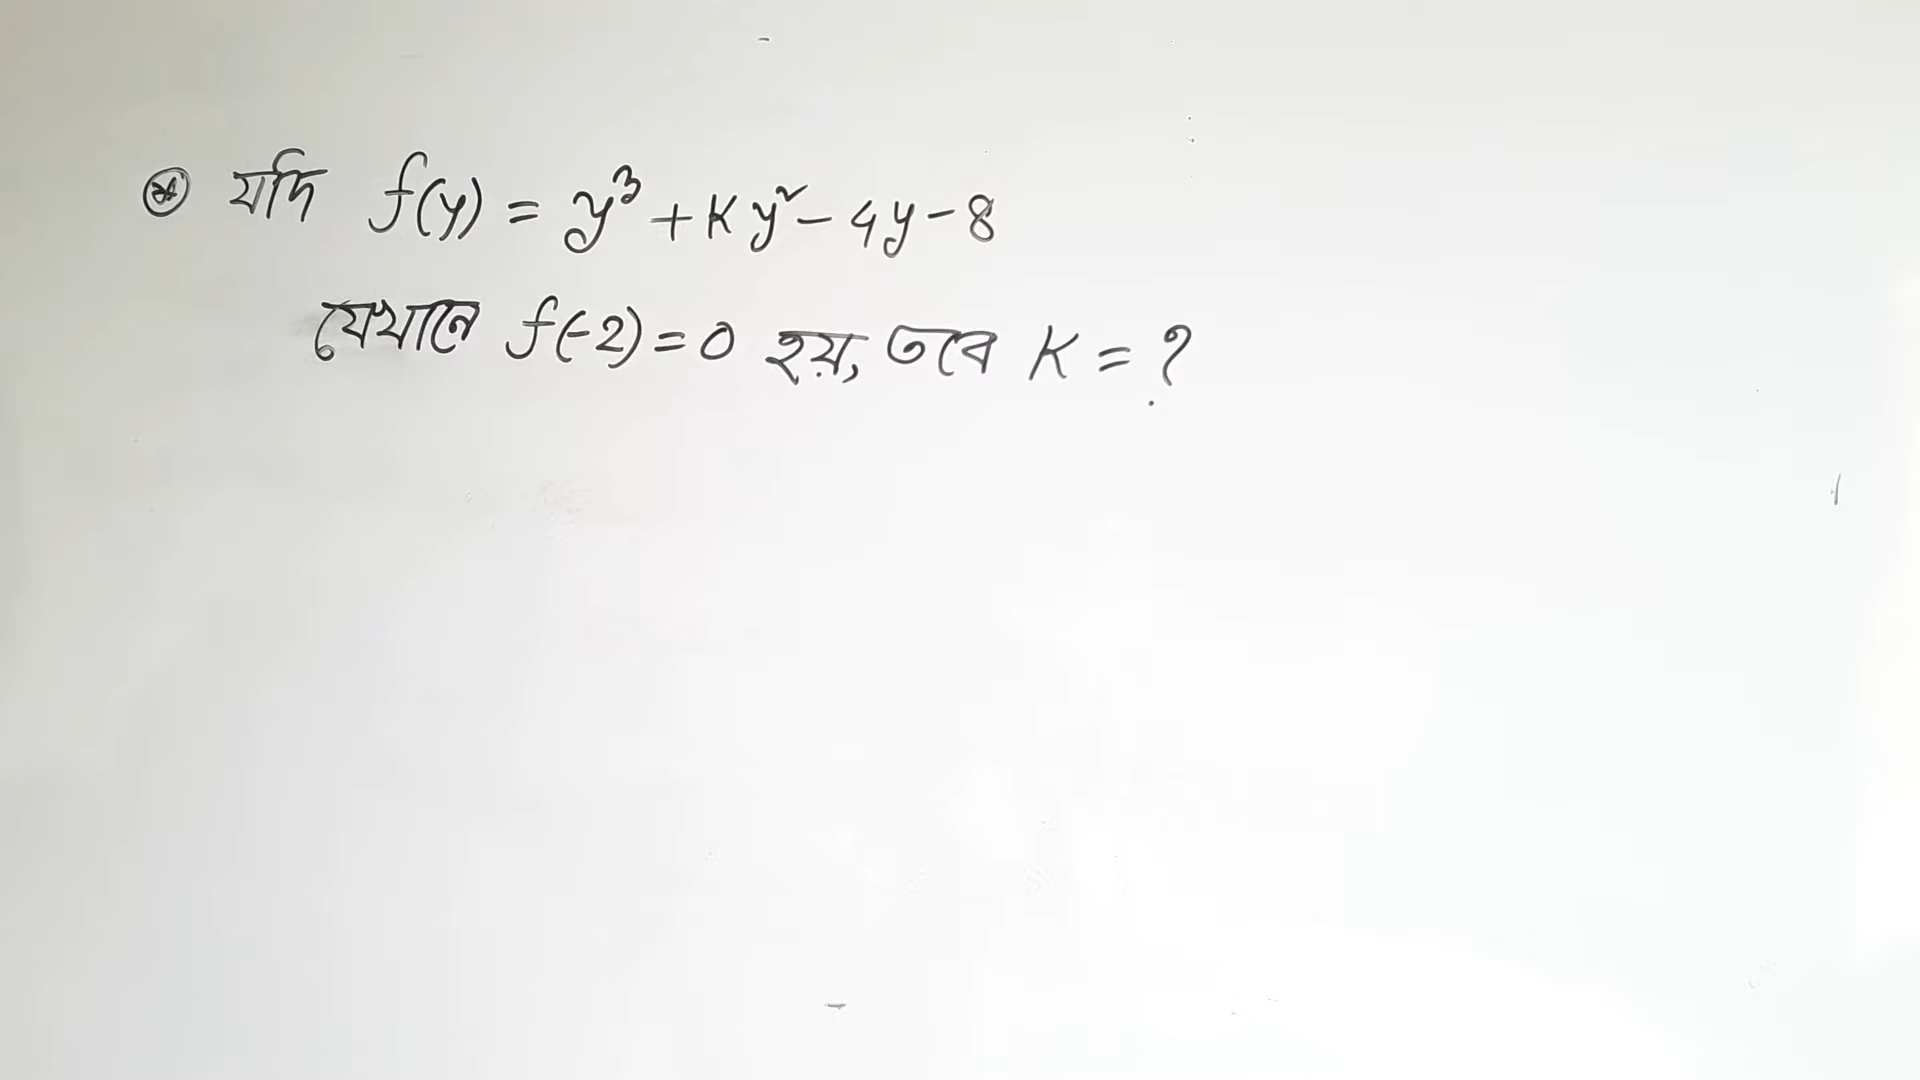 ⊛ যদি f(y) = y³ + Ky² - 4y - 8
যেখানে f(-2) = 0 হয়, তবে K = ?